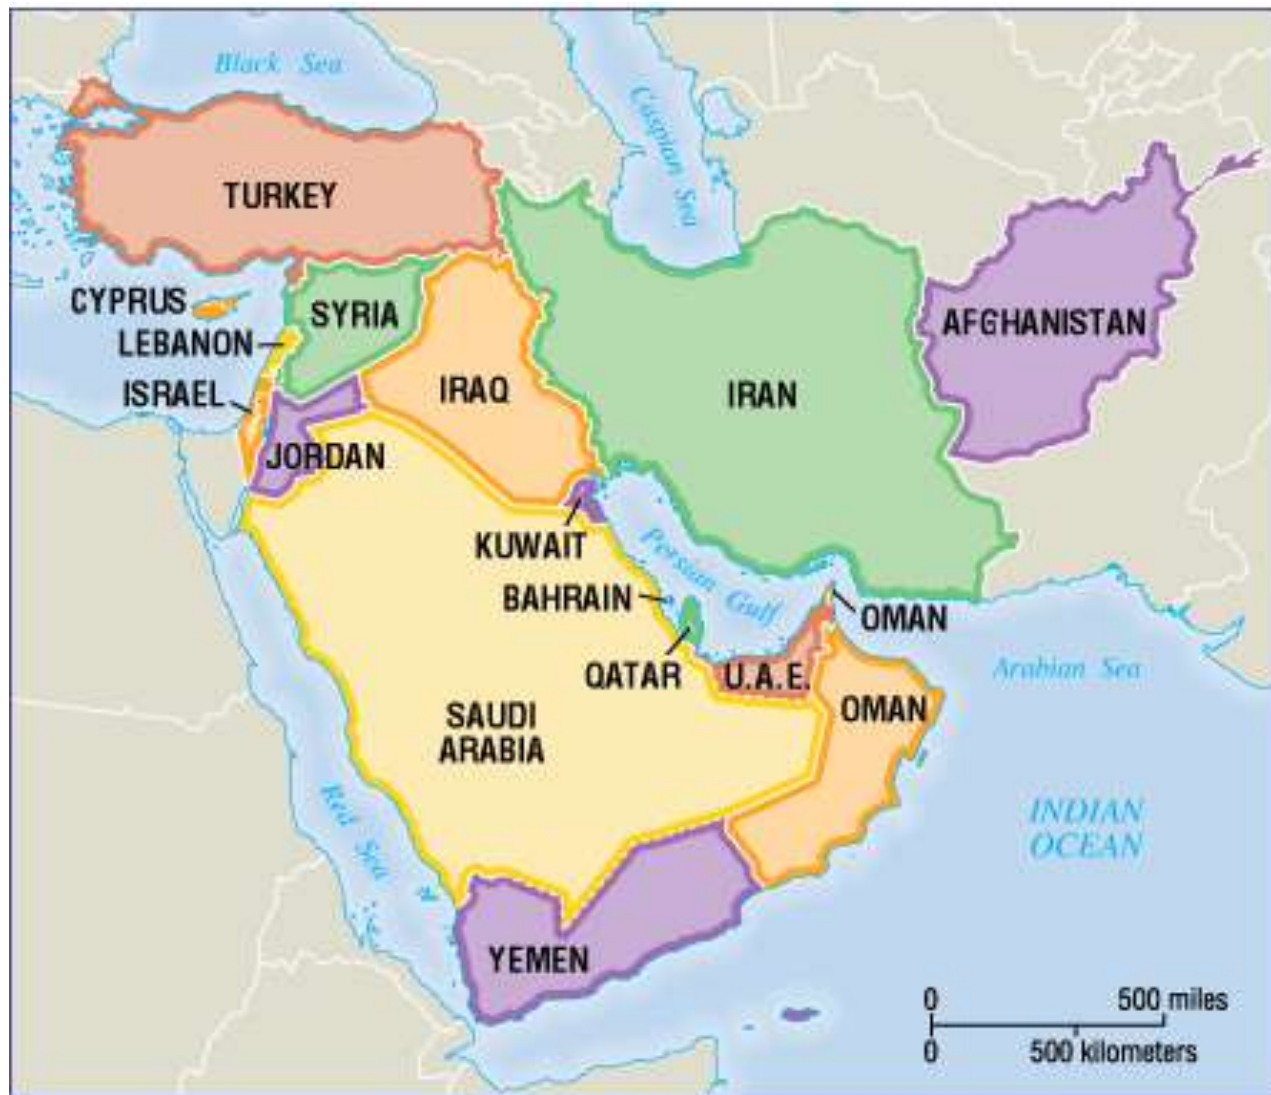 Black Sea
Caspian Sea
TURKEY
CYPRUS
SYRIA
LEBANON
AFGHANISTAN
ISRAEL
IRAQ
IRAN
JORDAN
KUWAIT
Persian Gulf
BAHRAIN
OMAN
QATAR
U.A.E.
Arabian Sea
SAUDI
ARABIA
OMAN
Red Sea
INDIAN
OCEAN
YEMEN
0 500 miles
0 500 kilometers